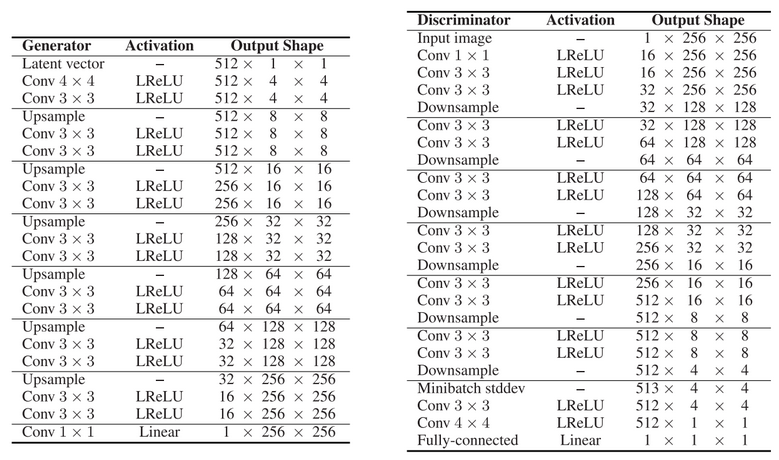 Generator Activation Output Shape
Latent vector – 512 × 1 × 1
Conv 4 × 4 LReLU 512 × 4 × 4
Conv 3 × 3 LReLU 512 × 4 × 4
Upsample – 512 × 8 × 8
Conv 3 × 3 LReLU 512 × 8 × 8
Conv 3 × 3 LReLU 512 × 8 × 8
Upsample – 512 × 16 × 16
Conv 3 × 3 LReLU 256 × 16 × 16
Conv 3 × 3 LReLU 256 × 16 × 16
Upsample – 256 × 32 × 32
Conv 3 × 3 LReLU 128 × 32 × 32
Conv 3 × 3 LReLU 128 × 32 × 32
Upsample – 128 × 64 × 64
Conv 3 × 3 LReLU 64 × 64 × 64
Conv 3 × 3 LReLU 64 × 64 × 64
Upsample – 64 × 128 × 128
Conv 3 × 3 LReLU 32 × 128 × 128
Conv 3 × 3 LReLU 32 × 128 × 128
Upsample – 32 × 256 × 256
Conv 3 × 3 LReLU 16 × 256 × 256
Conv 3 × 3 LReLU 16 × 256 × 256
Conv 1 × 1 Linear 1 × 256 × 256
Discriminator Activation Output Shape
Input image – 1 × 256 × 256
Conv 1 × 1 LReLU 16 × 256 × 256
Conv 3 × 3 LReLU 16 × 256 × 256
Conv 3 × 3 LReLU 32 × 256 × 256
Downsample – 32 × 128 × 128
Conv 3 × 3 LReLU 32 × 128 × 128
Conv 3 × 3 LReLU 64 × 128 × 128
Downsample – 64 × 64 × 64
Conv 3 × 3 LReLU 64 × 64 × 64
Conv 3 × 3 LReLU 128 × 64 × 64
Downsample – 128 × 32 × 32
Conv 3 × 3 LReLU 128 × 32 × 32
Conv 3 × 3 LReLU 256 × 32 × 32
Downsample – 256 × 16 × 16
Conv 3 × 3 LReLU 256 × 16 × 16
Conv 3 × 3 LReLU 512 × 16 × 16
Downsample – 512 × 8 × 8
Conv 3 × 3 LReLU 512 × 8 × 8
Conv 3 × 3 LReLU 512 × 8 × 8
Downsample – 512 × 4 × 4
Minibatch stddev – 513 × 4 × 4
Conv 3 × 3 LReLU 512 × 4 × 4
Conv 4 × 4 LReLU 512 × 1 × 1
Fully-connected Linear 1 × 1 × 1